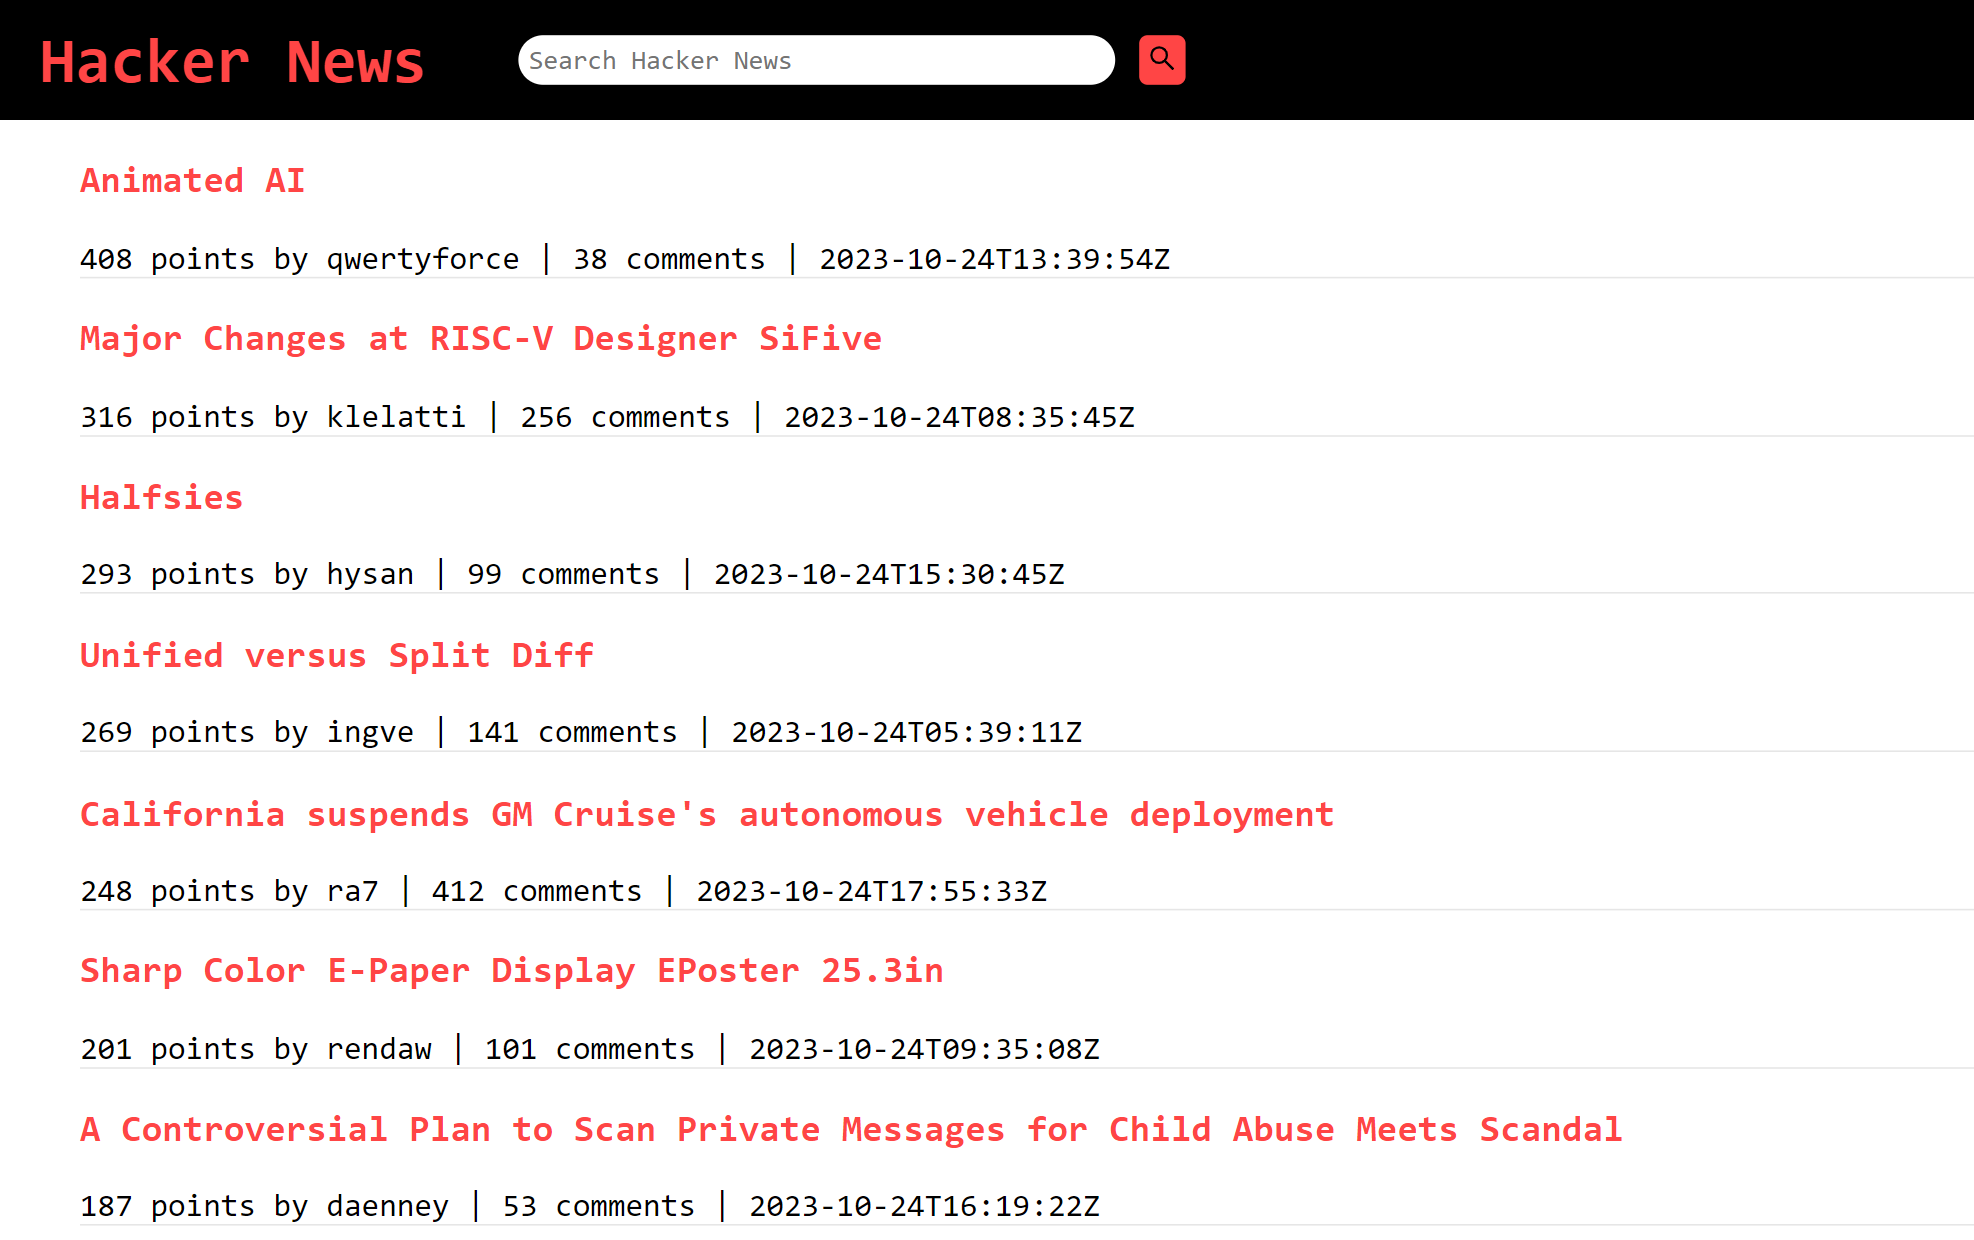 Hacker News
Search Hacker News
Animated AI
408 points by qwertyforce | 38 comments | 2023-10-24T13:39:54Z
Major Changes at RISC-V Designer SiFive
316 points by klelatti | 256 comments | 2023-10-24T08:35:45Z
Halfsies
293 points by hysan | 99 comments | 2023-10-24T15:30:45Z
Unified versus Split Diff
269 points by ingve | 141 comments | 2023-10-24T05:39:11Z
California suspends GM Cruise's autonomous vehicle deployment
248 points by ra7 | 412 comments | 2023-10-24T17:55:33Z
Sharp Color E-Paper Display EPoster 25.3in
201 points by rendaw | 101 comments | 2023-10-24T09:35:08Z
A Controversial Plan to Scan Private Messages for Child Abuse Meets Scandal
187 points by daenney | 53 comments | 2023-10-24T16:19:22Z